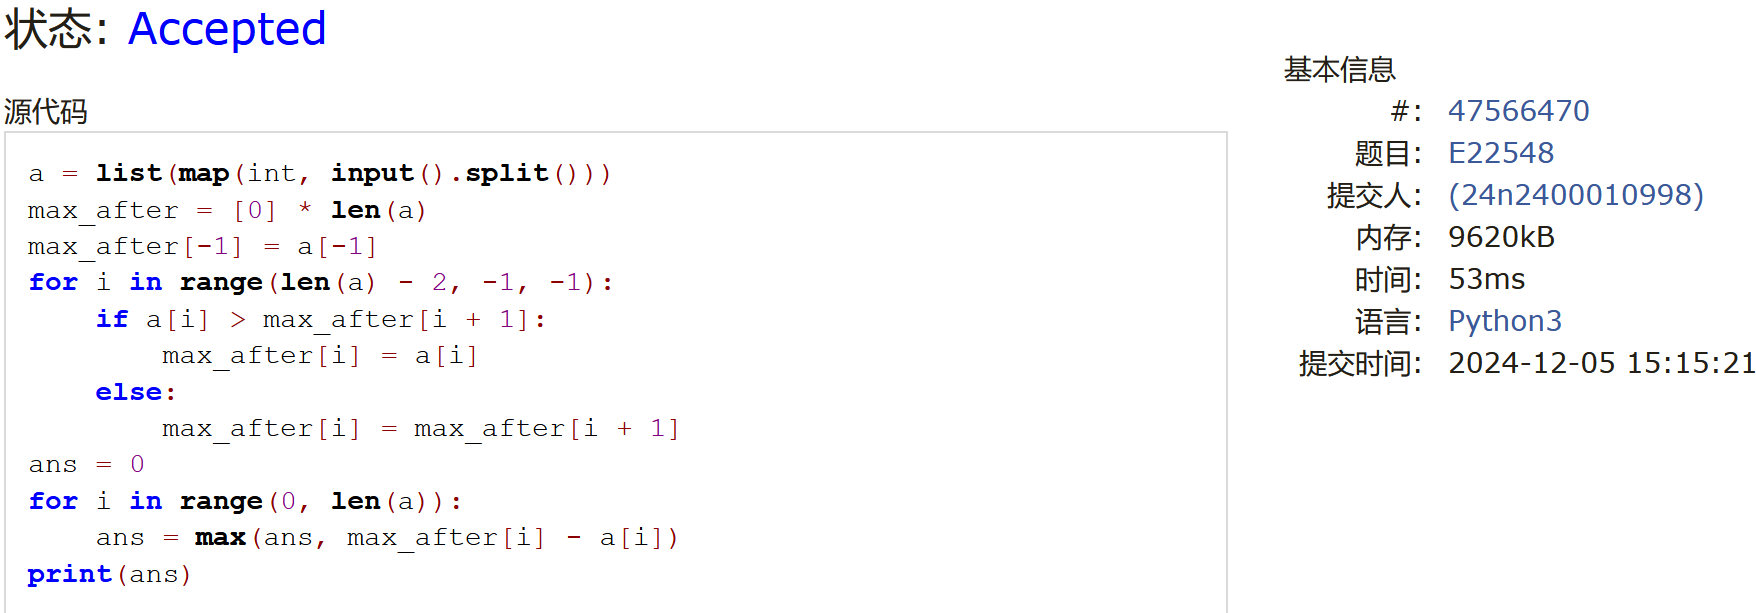 状态: Accepted
源代码
a = list(map(int, input().split()))
max_after = [0] * len(a)
max_after[-1] = a[-1]
for i in range(len(a) - 2, -1, -1):
    if a[i] > max_after[i + 1]:
        max_after[i] = a[i]
    else:
        max_after[i] = max_after[i + 1]
ans = 0
for i in range(0, len(a)):
    ans = max(ans, max_after[i] - a[i])
print(ans)
基本信息
#: 47566470
题目: E22548
提交人: (24n2400010998)
内存: 9620kB
时间: 53ms
语言: Python3
提交时间: 2024-12-05 15:15:21